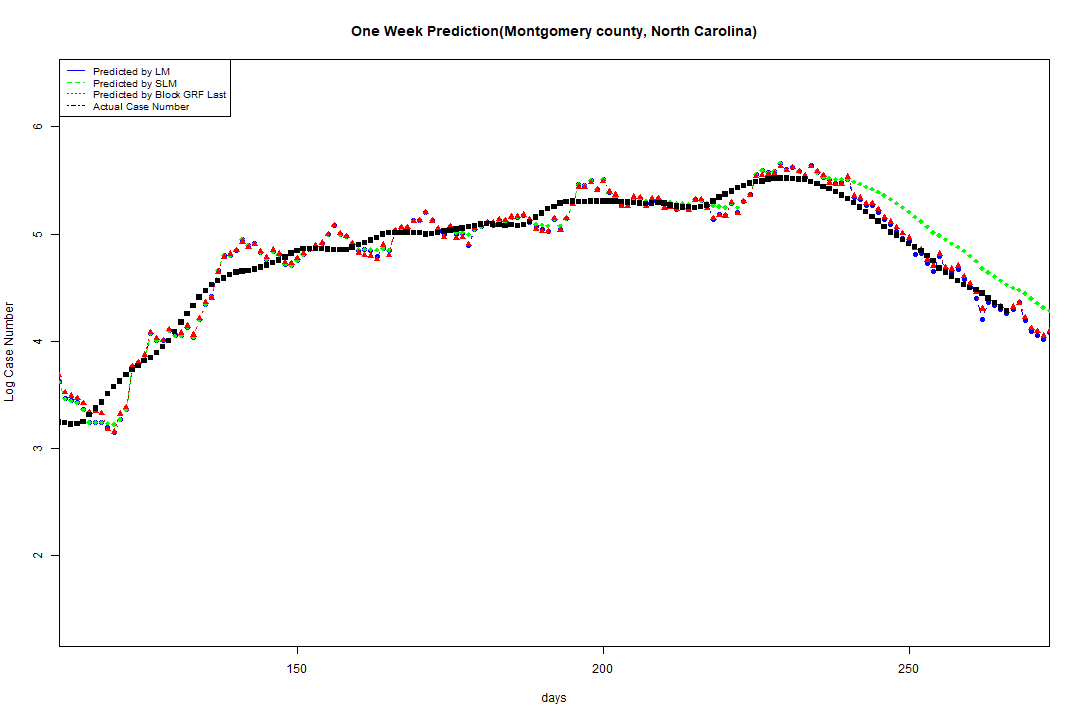 One Week Prediction(Montgomery county, North Carolina)
Predicted by LM
Predicted by SLM
Predicted by Block GRF Last
Actual Case Number
6
5
4
3
2
Log Case Number
150
200
250
days